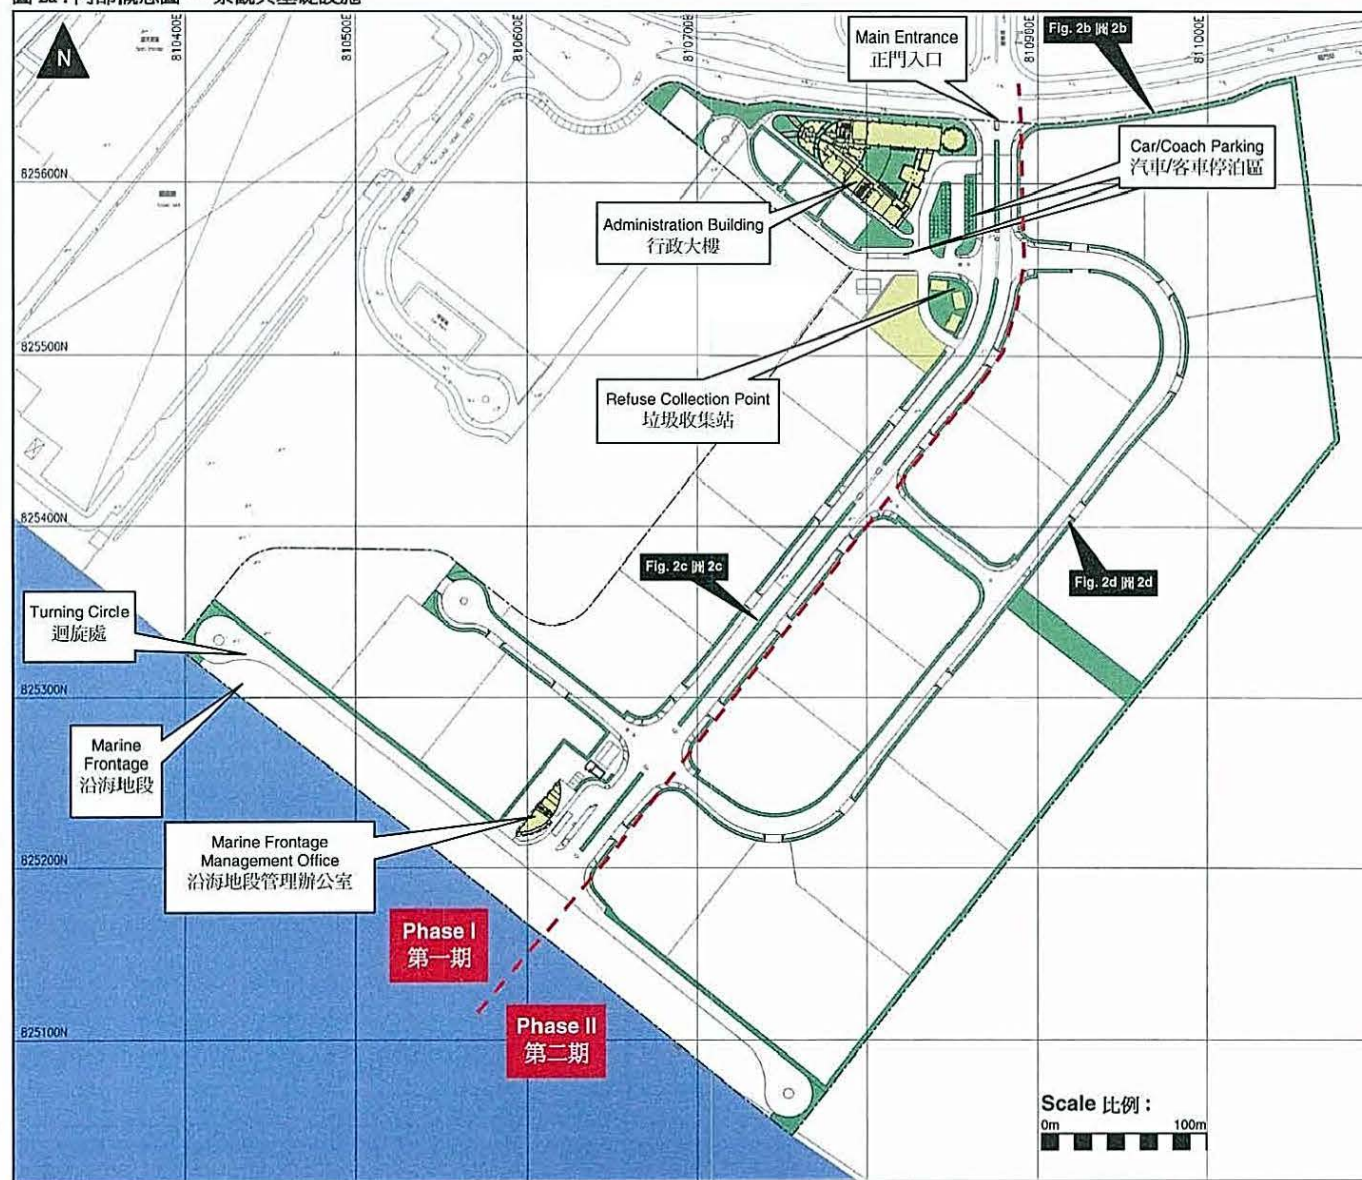 N
810400E
810500E
810600E
810700E
810900E
811000E
Main Entrance
正門入口
Fig. 2b 圖 2b
Car/Coach Parking
汽車/客車停泊區
825600N
Administration Building
行政大樓
825500N
Refuse Collection Point
垃圾收集站
825400N
Fig. 2c 圖 2c
Fig. 2d 圖 2d
Turning Circle
迴旋處
825300N
Marine
Frontage
沿海地段
Marine Frontage
Management Office
沿海地段管理辦公室
825200N
Phase I
第一期
Phase II
第二期
825100N
Scale 比例 :
0m 100m